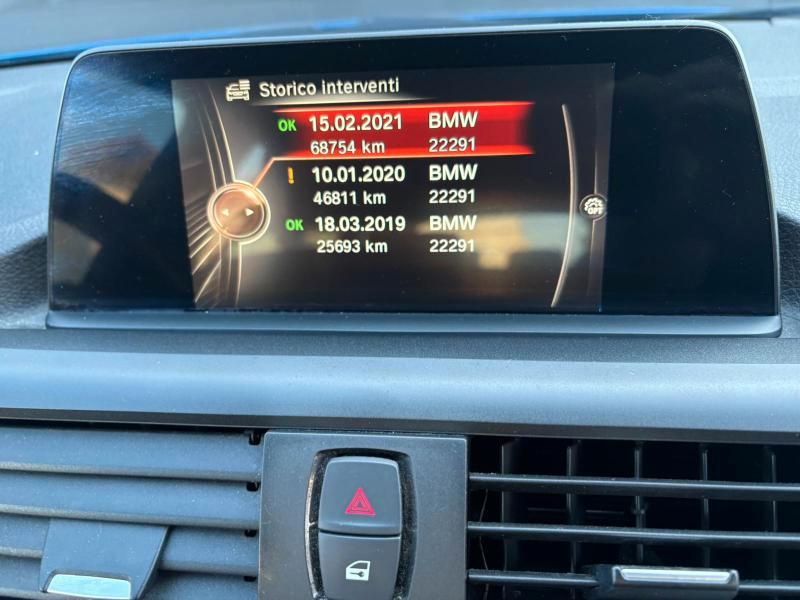 Storico interventi
OK 15.02.2021 BMW
68754 km 22291
! 10.01.2020 BMW
46811 km 22291
OK 18.03.2019 BMW
25693 km 22291
OFF